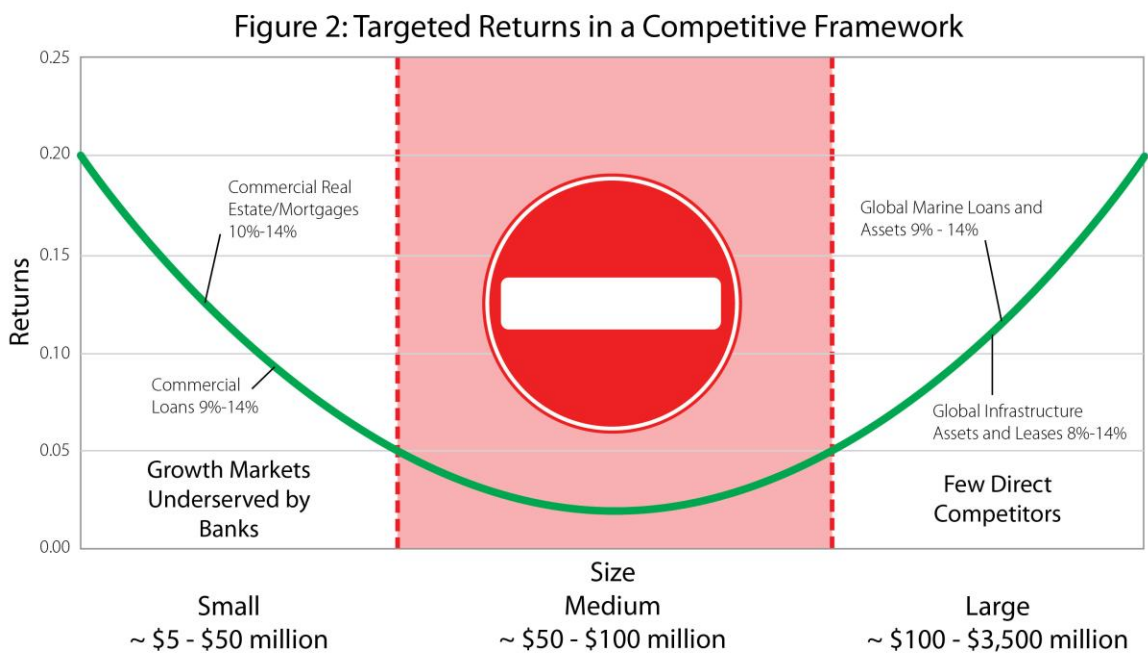 Figure 2: Targeted Returns in a Competitive Framework
0.25
0.20
0.15
0.10
0.05
0.00
Returns
Commercial Real
Estate/Mortgages
10%-14%
Commercial
Loans 9%-14%
Growth Markets
Underserved by
Banks
Global Marine Loans and
Assets 9% - 14%
Global Infrastructure
Assets and Leases 8%-14%
Few Direct
Competitors
Size
Small
~ $5 - $50 million
Medium
~ $50 - $100 million
Large
~ $100 - $3,500 million